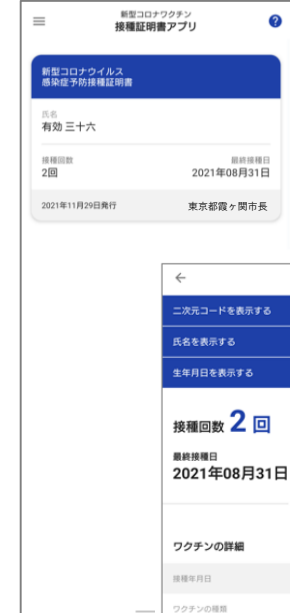 新型コロナワクチン
接種証明書アプリ
?
新型コロナウイルス
感染症予防接種証明書
氏名
有効 三十六
接種回数
最終接種日
2回
2021年08月31日
2021年11月29日発行
東京都霞ヶ関市長
二次元コードを表示する
氏名を表示する
生年月日を表示する
接種回数 2 回
最終接種日
2021年08月31日
ワクチンの詳細
接種年月日
ワクチンの種類